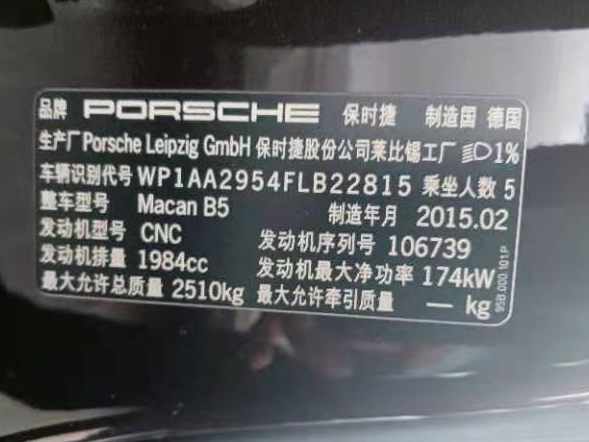 品牌 PORSCHE 保时捷 制造国 德国
生产厂 Porsche Leipzig GmbH 保时捷股份公司莱比锡工厂 1%
车辆识别代号 WP1AA2954FLB22815 乘坐人数 5
整车型号 Macan B5 制造年月 2015.02
发动机型号 CNC 发动机序列号 106739
发动机排量 1984cc 发动机最大净功率 174kW
最大允许总质量 2510kg 最大允许牵引质量 — kg
95B.000.101.P